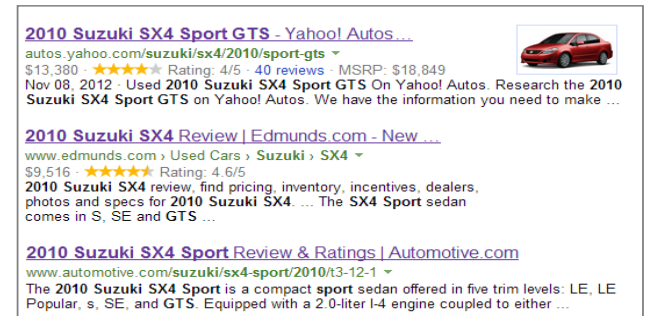 2010 Suzuki SX4 Sport GTS - Yahoo! Autos...
autos.yahoo.com/suzuki/sx4/2010/sport-gts
$13,380 · Rating: 4/5 · 40 reviews · MSRP: $18,849
Nov 08, 2012 · Used 2010 Suzuki SX4 Sport GTS On Yahoo! Autos. Research the 2010
Suzuki SX4 Sport GTS on Yahoo! Autos. We have the information you need to make ...
2010 Suzuki SX4 Review | Edmunds.com - New ...
www.edmunds.com › Used Cars › Suzuki › SX4
$9,516 · Rating: 4.6/5
2010 Suzuki SX4 review, find pricing, inventory, incentives, dealers,
photos and specs for 2010 Suzuki SX4. ... The SX4 Sport sedan
comes in S, SE and GTS ...
2010 Suzuki SX4 Sport Review & Ratings | Automotive.com
www.automotive.com/suzuki/sx4-sport/2010/t3-12-1
The 2010 Suzuki SX4 Sport is a compact sport sedan offered in five trim levels: LE, LE
Popular, s, SE, and GTS. Equipped with a 2.0-liter I-4 engine coupled to either ...